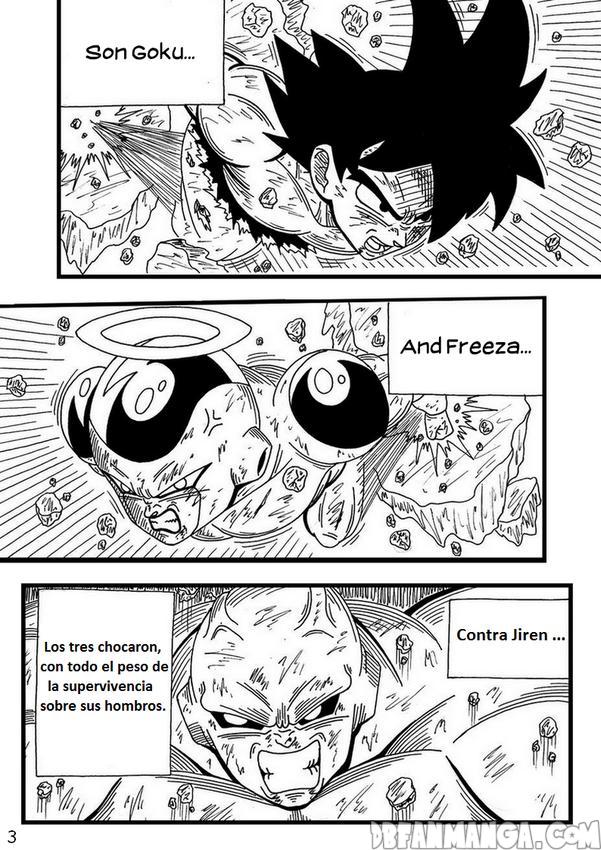 Son Goku...
And Freeza...
Contra Jiren ...
Los tres chocaron,
con todo el peso de
la supervivencia
sobre sus hombros.
3
DBFANMANGA.COM